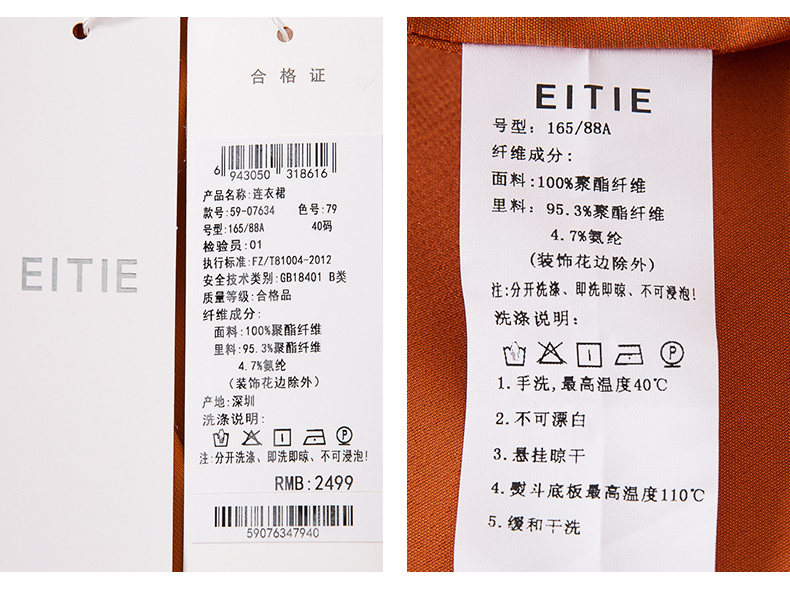 EITIE
合格证
6 943050 318616
产品名称:连衣裙
款号:59-07634 色号:79
号型:165/88A 40码
检验员:01
执行标准:FZ/T81004-2012
安全技术类别:GB18401 B类
质量等级:合格品
纤维成分:
面料:100%聚酯纤维
里料:95.3%聚酯纤维
4.7%氨纶
(装饰花边除外)
产地:深圳
洗涤说明:
注:分开洗涤、即洗即晾、不可浸泡!
RMB:2499
59076347940
EITIE
号型: 165/88A
纤维成分:
面料:100%聚酯纤维
里料: 95.3%聚酯纤维
4.7%氨纶
(装饰花边除外)
注:分开洗涤、即洗即晾、不可浸泡!
洗涤说明:
1.手洗,最高温度40℃
2.不可漂白
3.悬挂晾干
4.熨斗底板最高温度110℃
5.缓和干洗